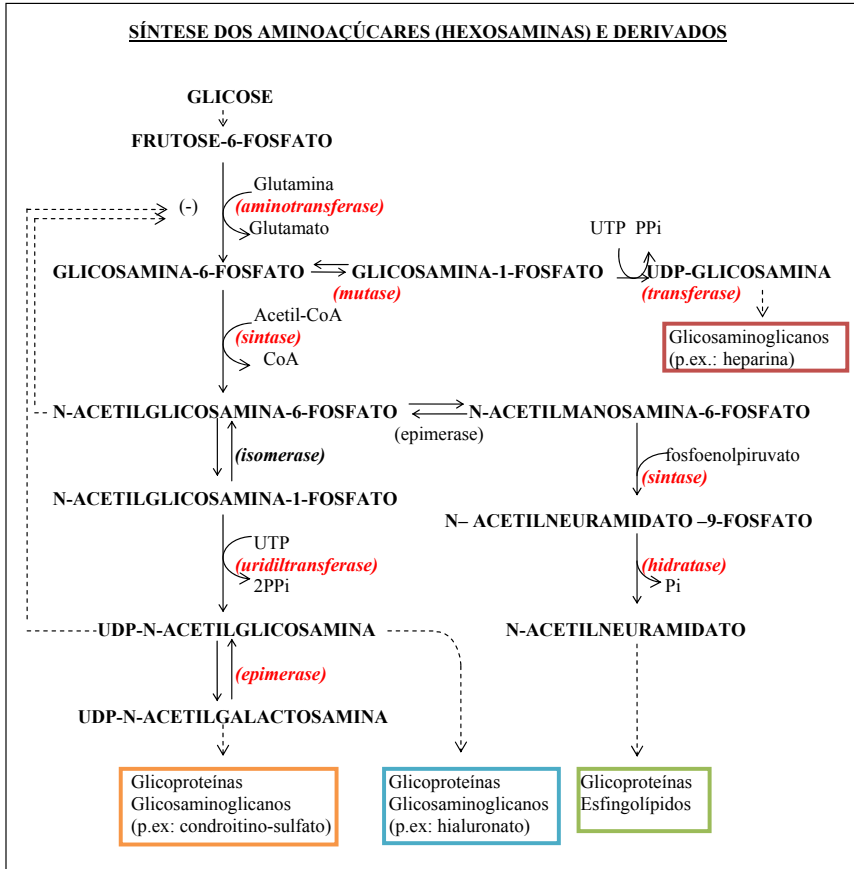 SÍNTESE DOS AMINOAÇÚCARES (HEXOSAMINAS) E DERIVADOS
GLICOSE
FRUTOSE-6-FOSFATO
Glutamina
(-)
(aminotransferase)
Glutamato
UTP PPi
GLICOSAMINA-6-FOSFATO
GLICOSAMINA-1-FOSFATO
UDP-GLICOSAMINA
(mutase)
(transferase)
Acetil-CoA
(sintase)
CoA
Glicosaminoglicanos
(p.ex.: heparina)
N-ACETILGLICOSAMINA-6-FOSFATO
N-ACETILMANOSAMINA-6-FOSFATO
(epimerase)
(isomerase)
fosfoenolpiruvato
(sintase)
N-ACETILGLICOSAMINA-1-FOSFATO
N– ACETILNEURAMIDATO –9-FOSFATO
UTP
(uridiltransferase)
2PPi
(hidratase)
Pi
UDP-N-ACETILGLICOSAMINA
N-ACETILNEURAMIDATO
(epimerase)
UDP-N-ACETILGALACTOSAMINA
Glicoproteínas
Glicosaminoglicanos
(p.ex: condroitino-sulfato)
Glicoproteínas
Glicosaminoglicanos
(p.ex: hialuronato)
Glicoproteínas
Esfingolípidos